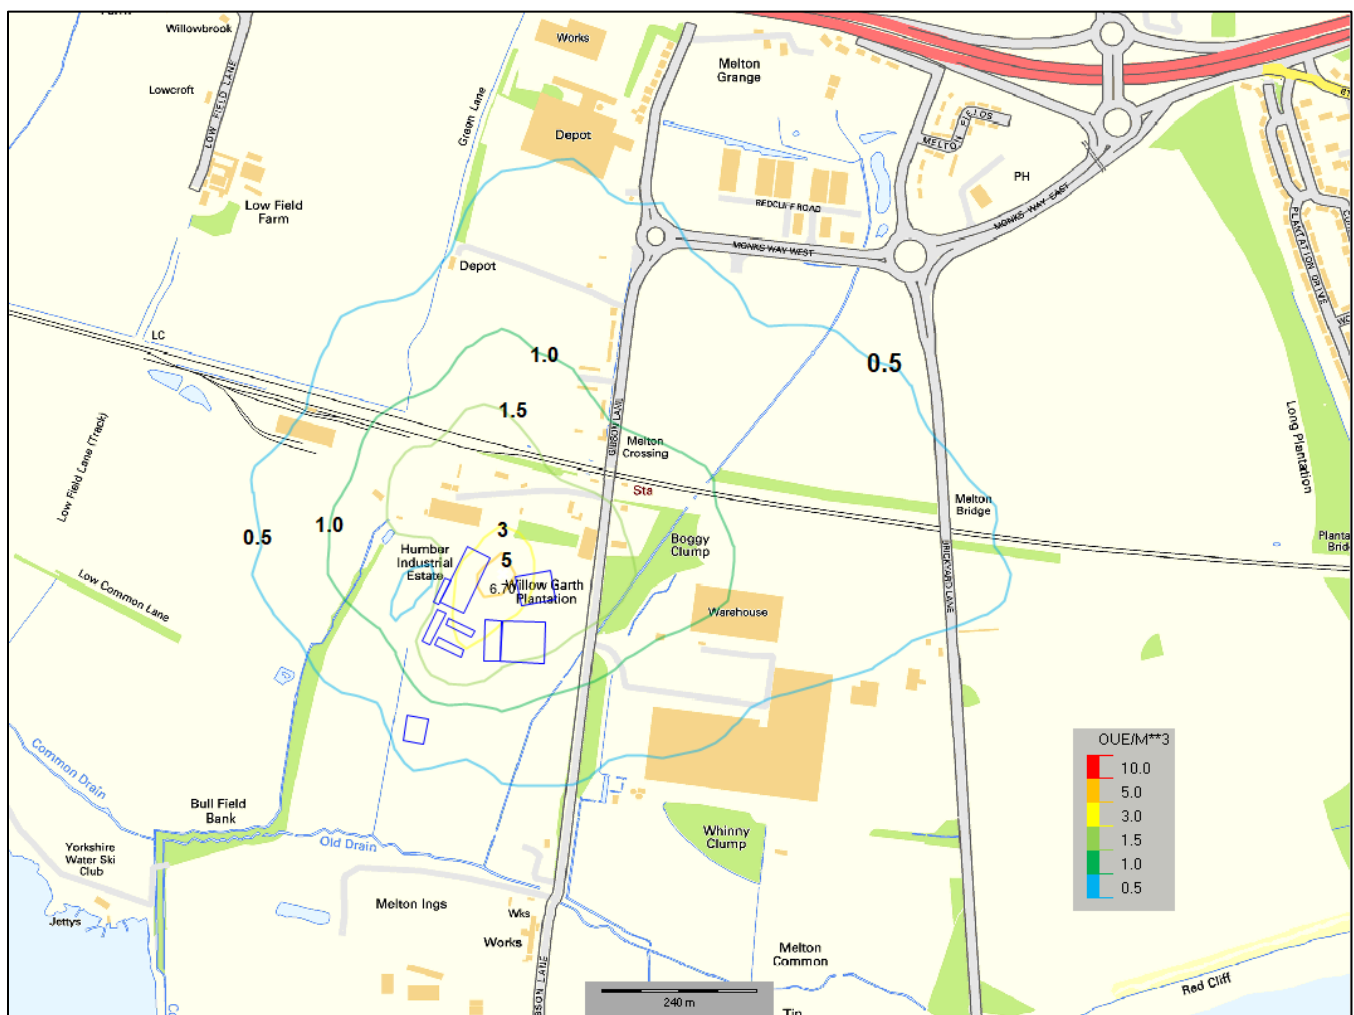 Willowbrook
Works
Melton
Grange
Lowcroft
LOW FIELD LANE
Green Lane
Depot
MELTON FIELDS
PH
Low Field
Farm
REDCLIFF ROAD
MONKS WAY EAST
PLANTATION DRIVE
MONKS WAY WEST
Depot
LC
1.0
0.5
1.5
GIBSON LANE
Melton
Crossing
Low Field Lane (Track)
Long Plantation
Sta
Melton
Bridge
0.5
1.0
3
Humber
Industrial
Estate
5
6.70
Willow Garth
Plantation
Boggy
Clump
BRICKYARD LANE
Low Common Lane
Warehouse
OUE/M**3
10.0
5.0
3.0
1.5
1.0
0.5
Common Drain
Bull Field
Bank
Old Drain
Whinny
Clump
Yorkshire
Water Ski
Club
Jettys
Melton Ings
Wks
Works
Melton
Common
Red Cliff
240 m